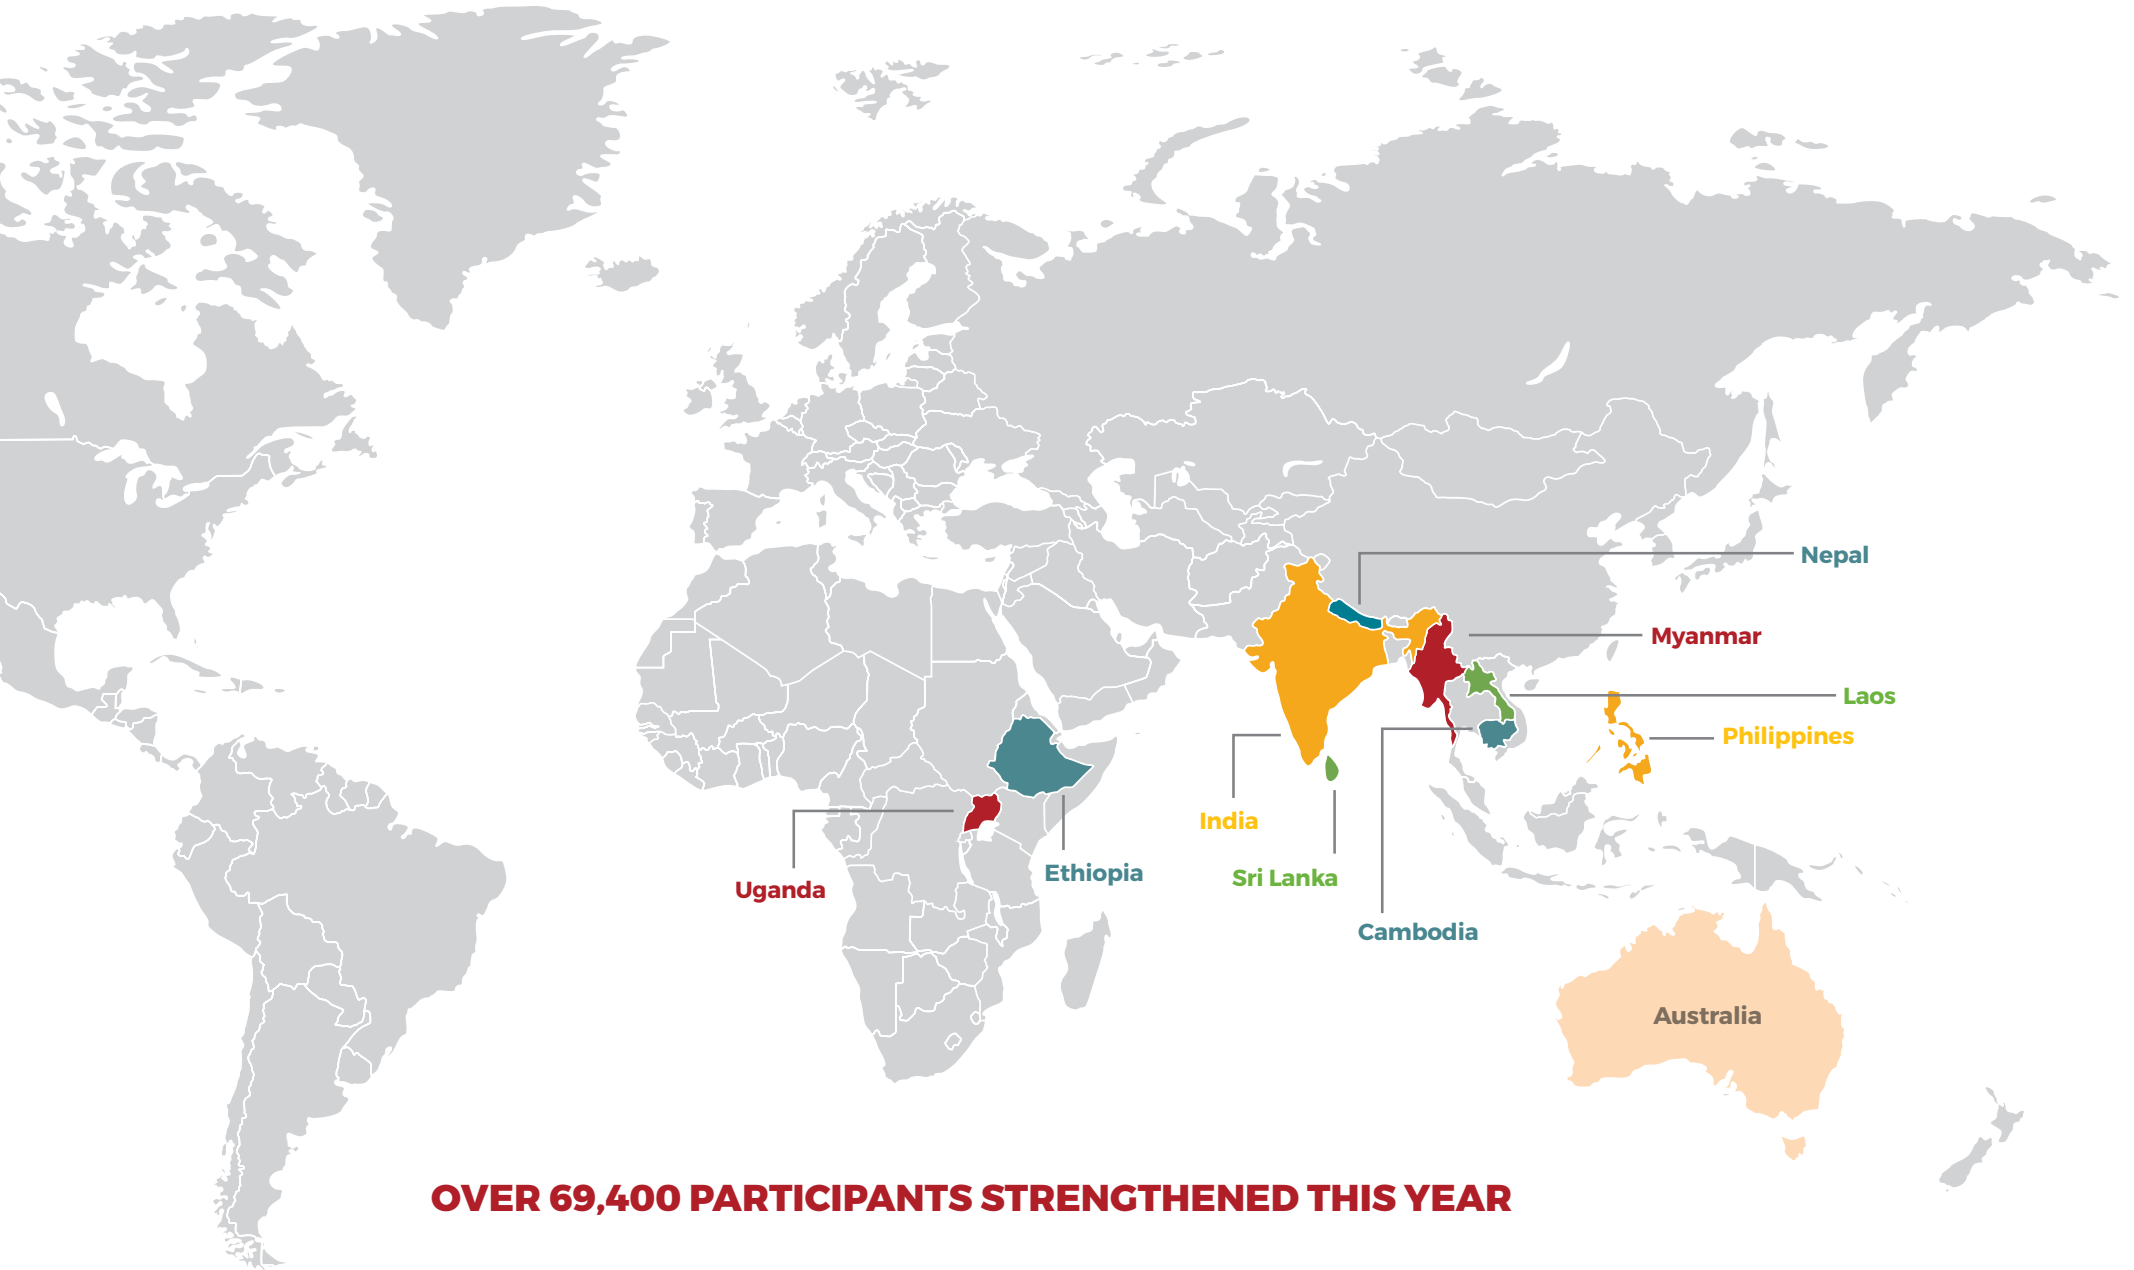 Nepal
Myanmar
Laos
Philippines
India
Ethiopia
Sri Lanka
Uganda
Cambodia
Australia
OVER 69,400 PARTICIPANTS STRENGTHENED THIS YEAR